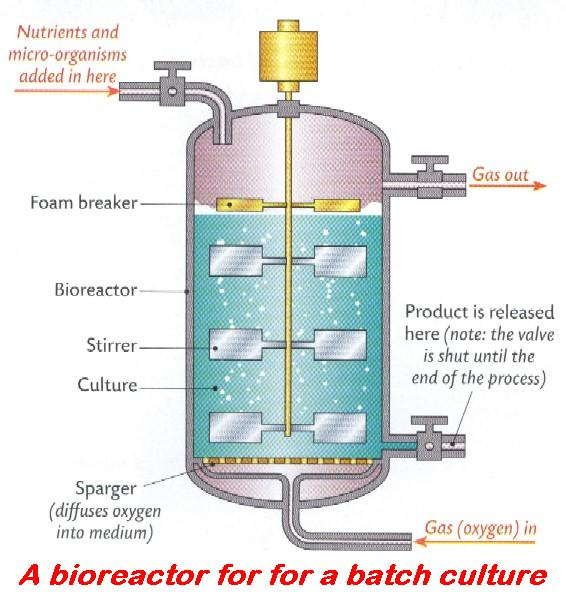 Nutrients and
micro-organisms
added in here
Gas out
Foam breaker
Bioreactor
Product is released
here (note: the valve
is shut until the
end of the process)
Stirrer
Culture
Sparger
(diffuses oxygen
into medium)
Gas (oxygen) in
A bioreactor for for a batch culture